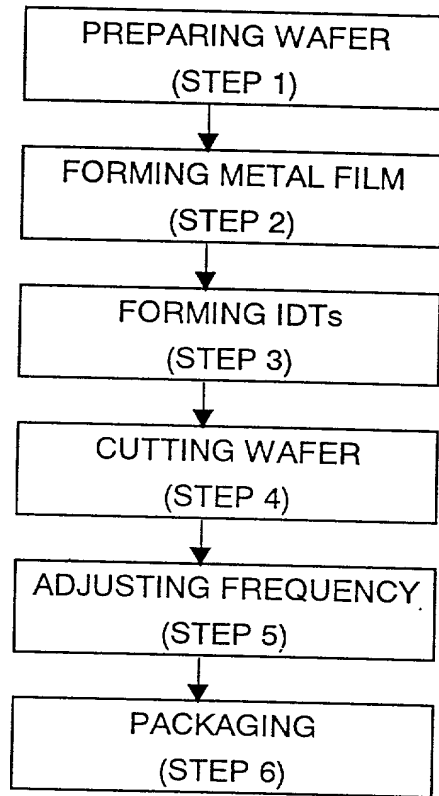 PREPARING WAFER
(STEP 1)
FORMING METAL FILM
(STEP 2)
FORMING IDTs
(STEP 3)
CUTTING WAFER
(STEP 4)
ADJUSTING FREQUENCY
(STEP 5)
PACKAGING
(STEP 6)